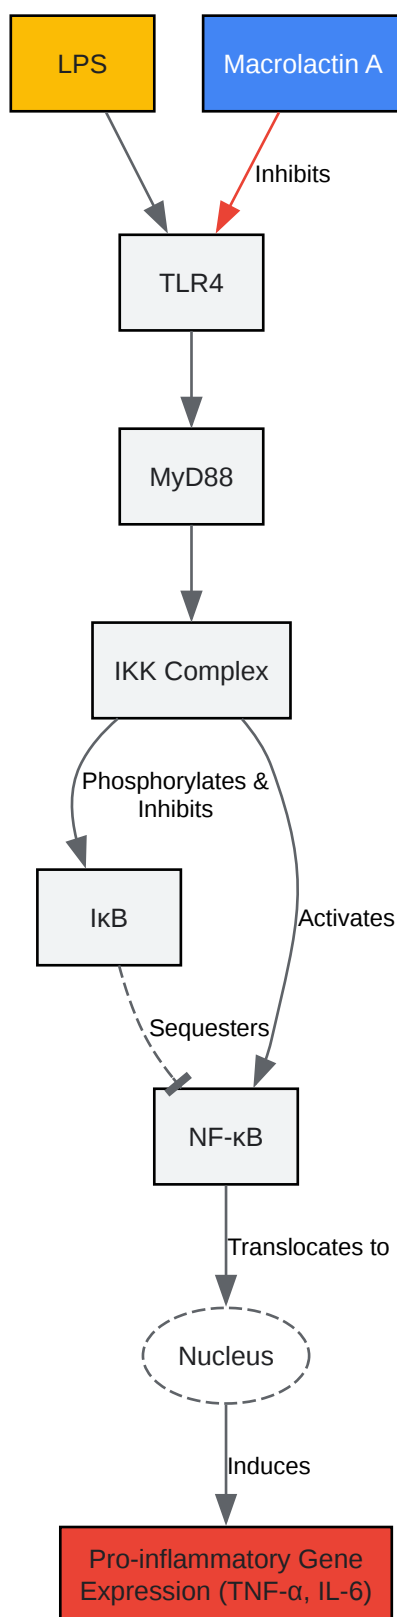 LPS
Macrolactin A
Inhibits
TLR4
MyD88
IKK Complex
Phosphorylates &
Inhibits
IκB
Activates
Sequesters
NF-κB
Translocates to
Nucleus
Induces
Pro-inflammatory Gene
Expression (TNF-α, IL-6)